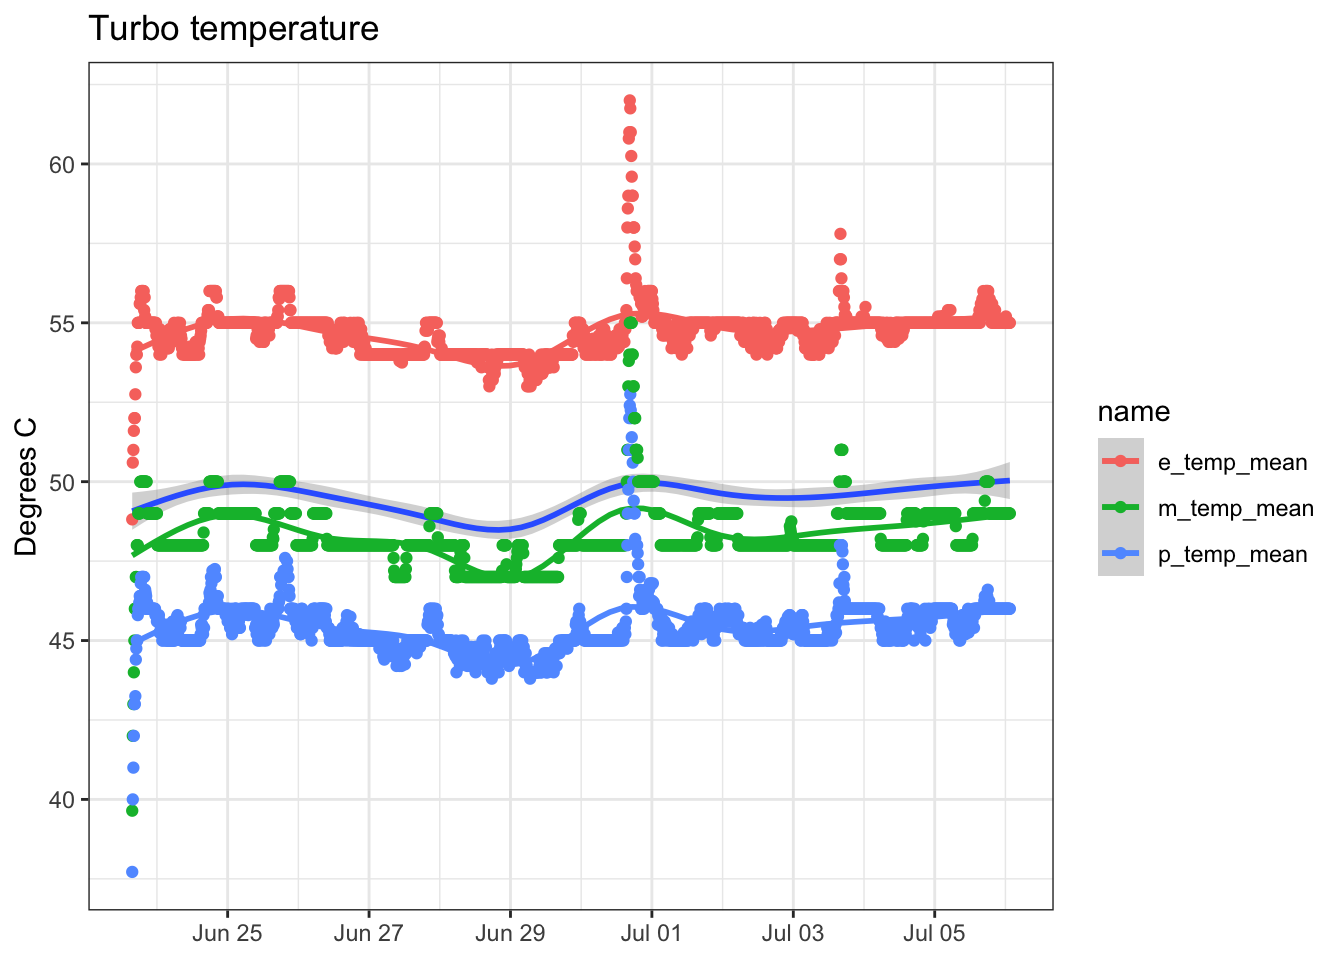 Turbo temperature
Degrees C
60
55
50
45
40
Jun 25
Jun 27
Jun 29
Jul 01
Jul 03
Jul 05
name
e_temp_mean
m_temp_mean
p_temp_mean